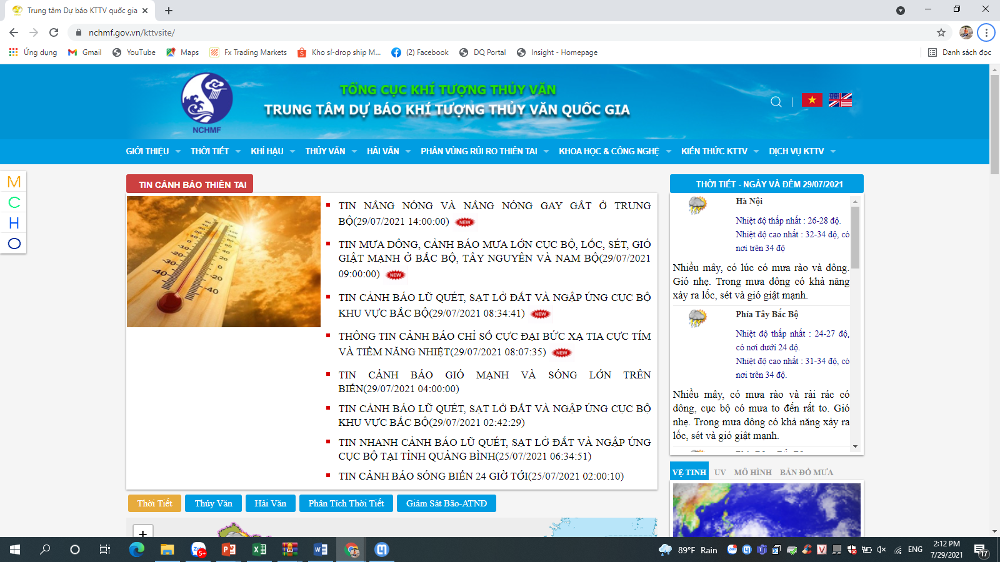 Trung tâm Dự báo KTTV quốc gia
nchmf.gov.vn/kttvsite/
Ứng dụng
Gmail
YouTube
Maps
Fx Trading Markets
Kho sỉ-drop ship M...
(2) Facebook
DQ Portal
Insight - Homepage
Danh sách đọc
TỔNG CỤC KHÍ TƯỢNG THỦY VĂN
TRUNG TÂM DỰ BÁO KHÍ TƯỢNG THỦY VĂN QUỐC GIA
NCHMF
GIỚI THIỆU
THỜI TIẾT
KHÍ HẬU
THỦY VĂN
HẢI VĂN
PHÂN VÙNG RỦI RO THIÊN TAI
KHOA HỌC & CÔNG NGHỆ
KIẾN THỨC KTTV
DỊCH VỤ KTTV
M
C
H
O
TIN CẢNH BÁO THIÊN TAI
TIN NẮNG NÓNG VÀ NẮNG NÓNG GAY GẮT Ở TRUNG
BỘ(29/07/2021 14:00:00) NEW
TIN MƯA DÔNG, CẢNH BÁO MƯA LỚN CỤC BỘ, LỐC, SÉT, GIÓ
GIẬT MẠNH Ở BẮC BỘ, TÂY NGUYÊN VÀ NAM BỘ(29/07/2021
09:00:00) NEW
TIN CẢNH BÁO LŨ QUÉT, SẠT LỞ ĐẤT VÀ NGẬP ÚNG CỤC BỘ
KHU VỰC BẮC BỘ(29/07/2021 08:34:41) NEW
THÔNG TIN CẢNH BÁO CHỈ SỐ CỰC ĐẠI BỨC XẠ TIA CỰC TÍM
VÀ TIỀM NĂNG NHIỆT(29/07/2021 08:07:35) NEW
TIN CẢNH BÁO GIÓ MẠNH VÀ SÓNG LỚN TRÊN
BIỂN(29/07/2021 04:00:00)
TIN CẢNH BÁO LŨ QUÉT, SẠT LỞ ĐẤT VÀ NGẬP ÚNG CỤC BỘ
KHU VỰC BẮC BỘ(29/07/2021 02:42:29)
TIN NHANH CẢNH BÁO LŨ QUÉT, SẠT LỞ ĐẤT VÀ NGẬP ÚNG
CỤC BỘ TẠI TỈNH QUẢNG BÌNH(25/07/2021 06:34:51)
TIN CẢNH BÁO SÓNG BIỂN 24 GIỜ TỚI(25/07/2021 02:00:10)
THỜI TIẾT - NGÀY VÀ ĐÊM 29/07/2021
Hà Nội
Nhiệt độ thấp nhất : 26-28 độ.
Nhiệt độ cao nhất : 32-34 độ, có
nơi trên 34 độ
Nhiều mây, có lúc có mưa rào và dông.
Gió nhẹ. Trong mưa dông có khả năng
xảy ra lốc, sét và gió giật mạnh.
Phía Tây Bắc Bộ
Nhiệt độ thấp nhất : 24-27 độ,
có nơi dưới 24 độ.
Nhiệt độ cao nhất : 31-34 độ, có
nơi trên 34 độ.
Nhiều mây, có mưa rào và rải rác có
dông, cục bộ có mưa to đến rất to. Gió
nhẹ. Trong mưa dông có khả năng xảy ra
lốc, sét và gió giật mạnh.
VỆ TINH
UV
MÔ HÌNH
BẢN ĐỒ MƯA
Thời Tiết
Thủy Văn
Hải Văn
Phân Tích Thời Tiết
Giám Sát Bão-ATNĐ
+
89°F Rain
ENG
2:12 PM
7/29/2021
17